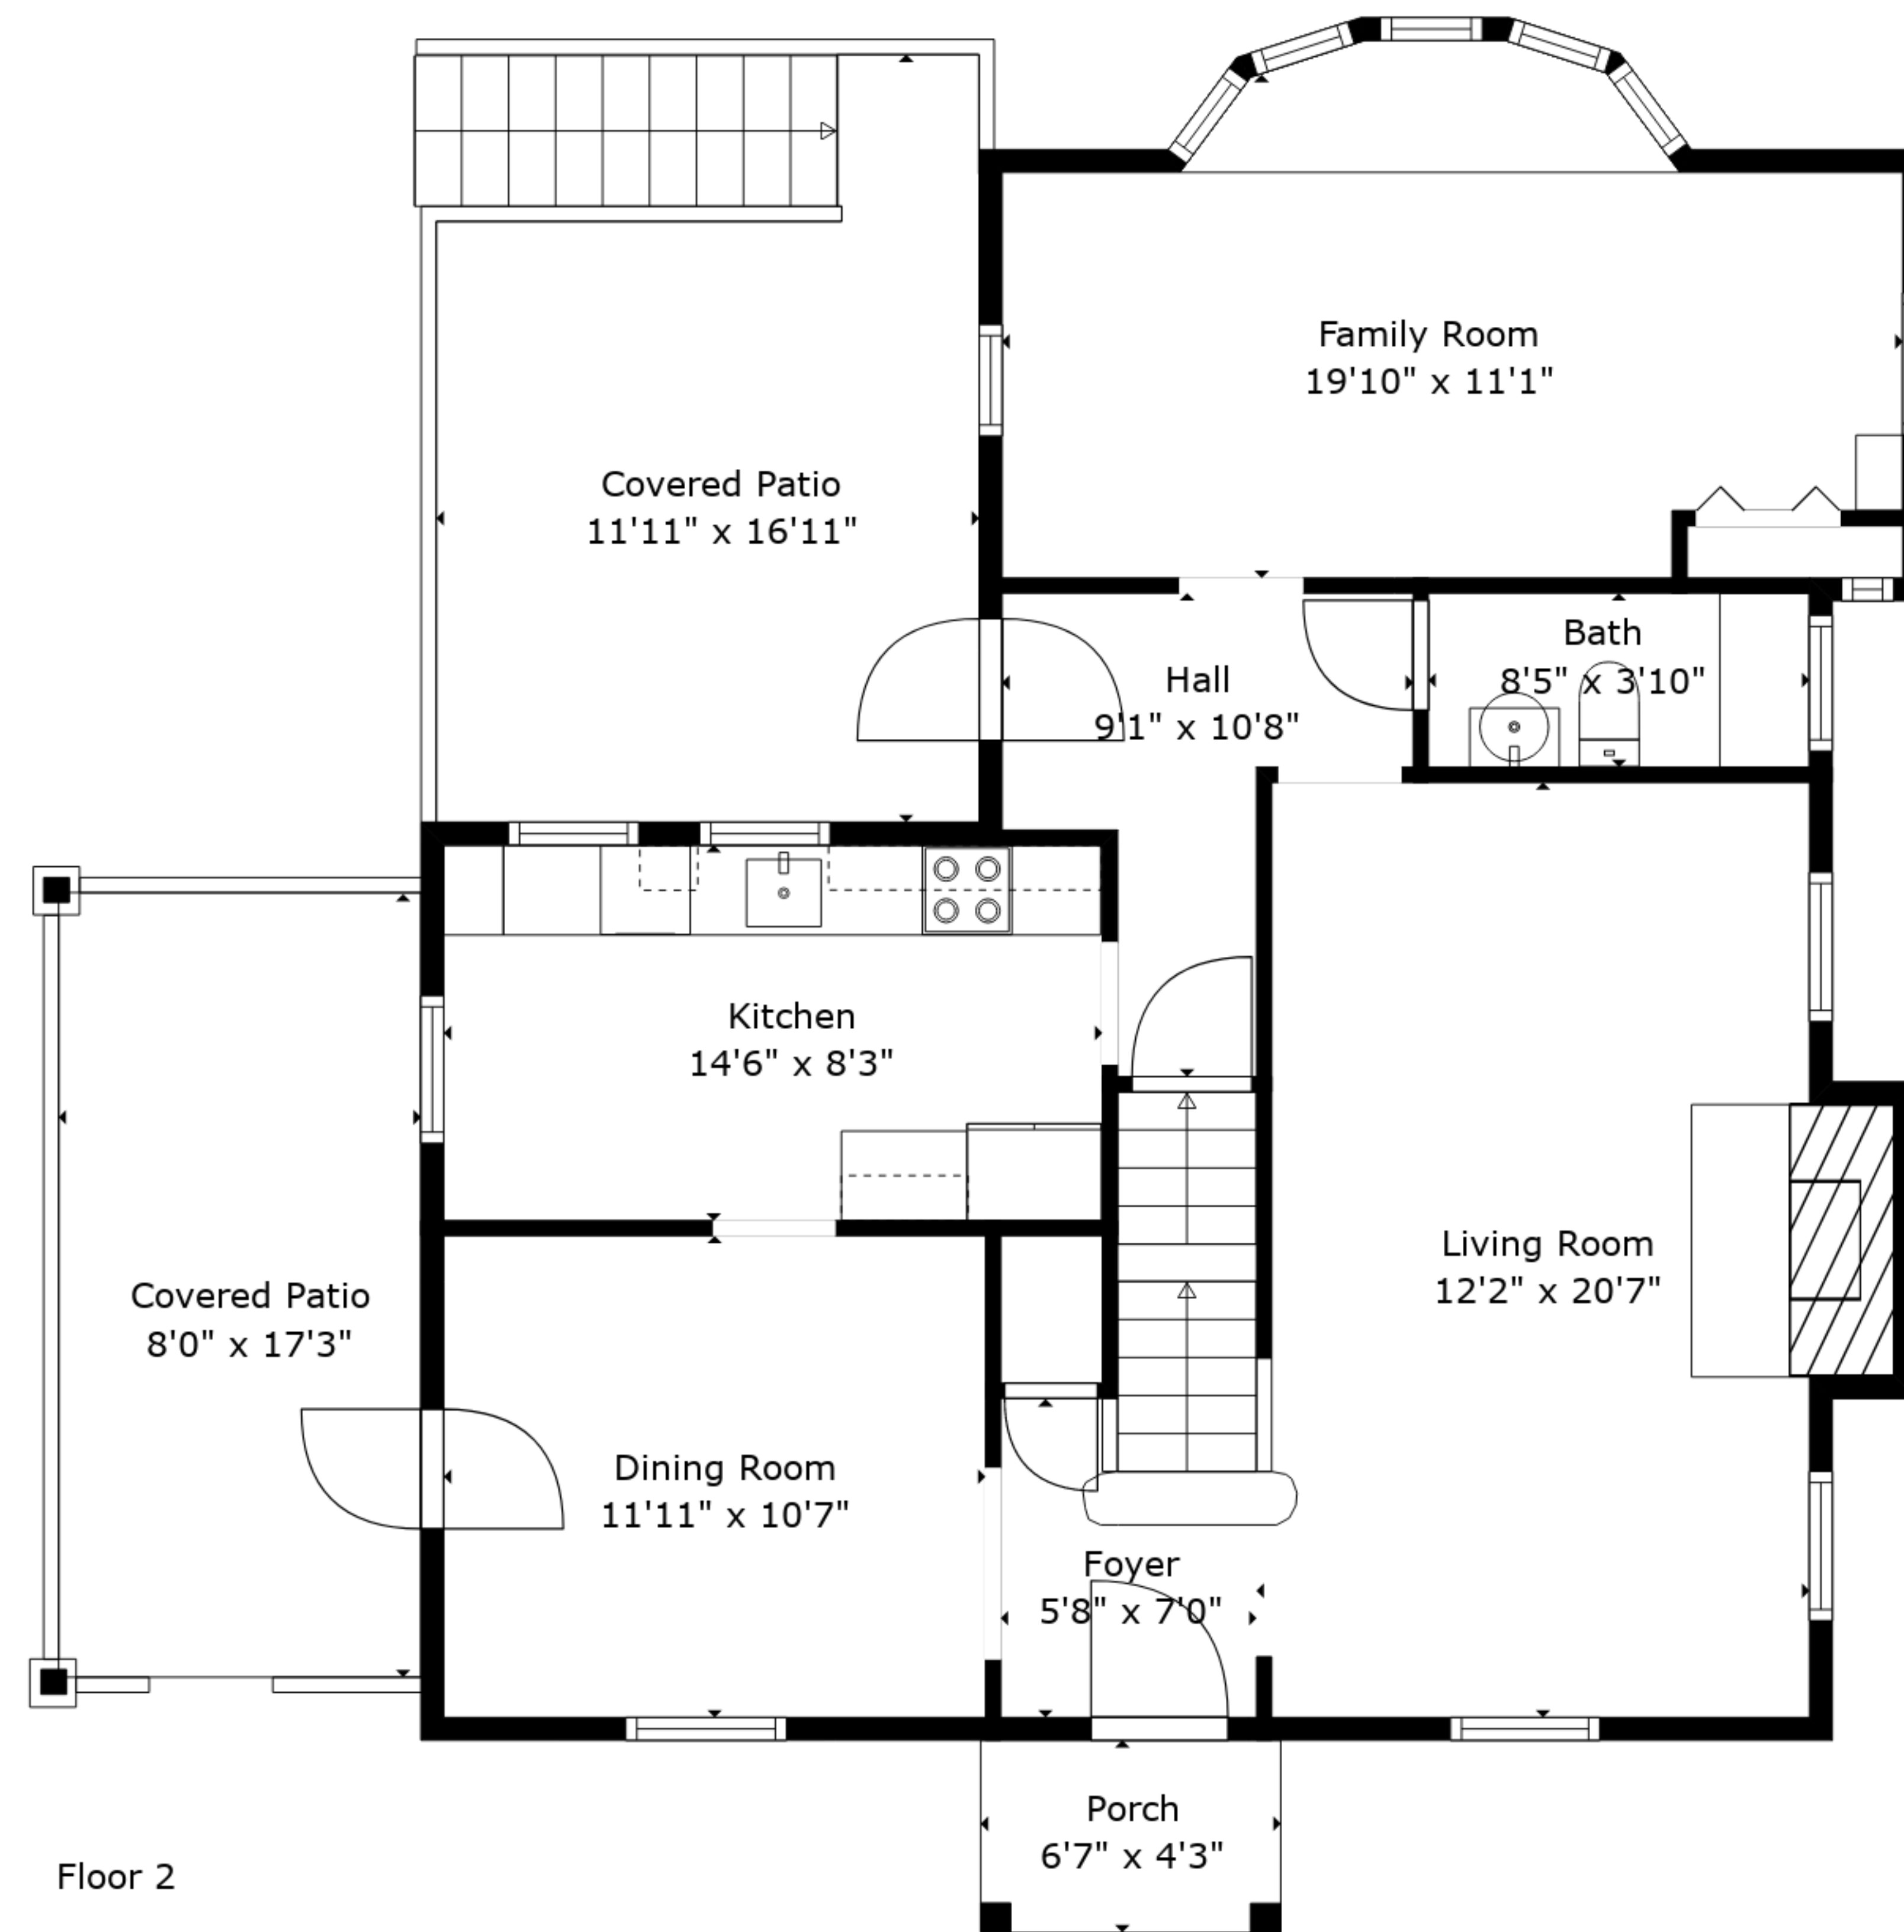 Family Room
19'10" x 11'1"
Covered Patio
11'11" x 16'11"
Bath
8'5" x 3'10"
Hall
9'1" x 10'8"
Kitchen
14'6" x 8'3"
Living Room
12'2" x 20'7"
Covered Patio
8'0" x 17'3"
Dining Room
11'11" x 10'7"
Foyer
5'8" x 7'0"
Porch
6'7" x 4'3"
Floor 2